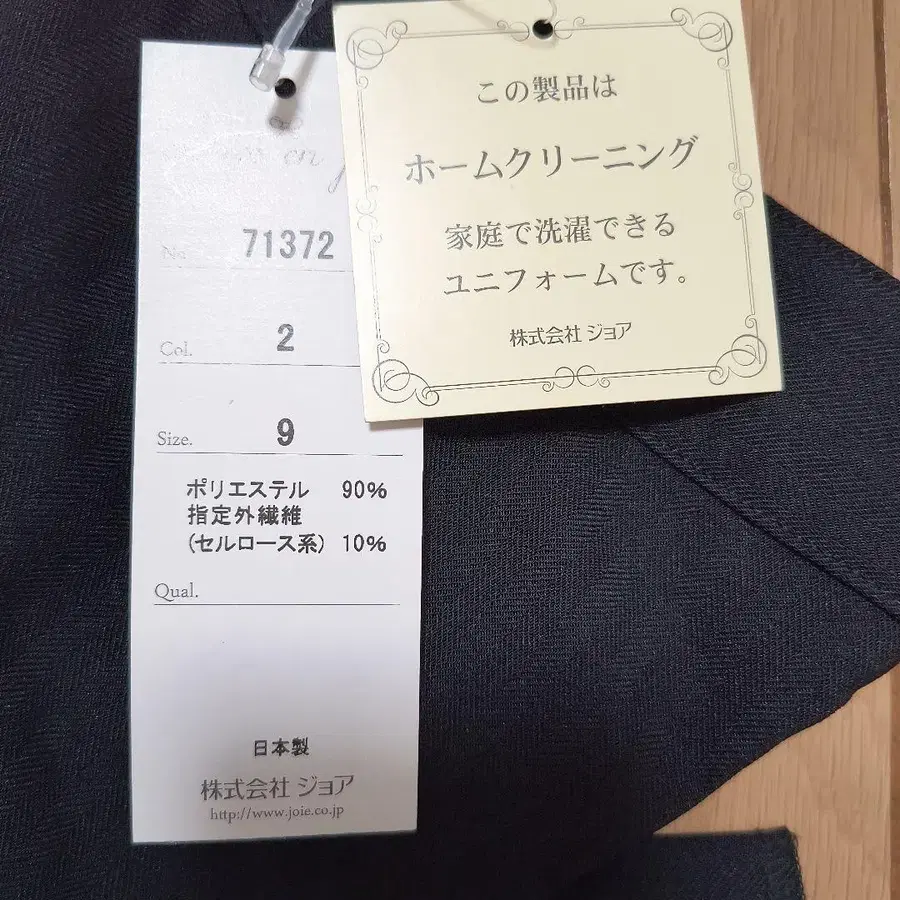 en
No 71372
Col. 2
Size. 9
ポリエステル 90%
指定外繊維
(セルロース系) 10%
Qual.
日本製
株式会社 ジョア
http://www.joie.co.jp
この製品は
ホームクリーニング
家庭で洗濯できる
ユニフォームです。
株式会社 ジョア